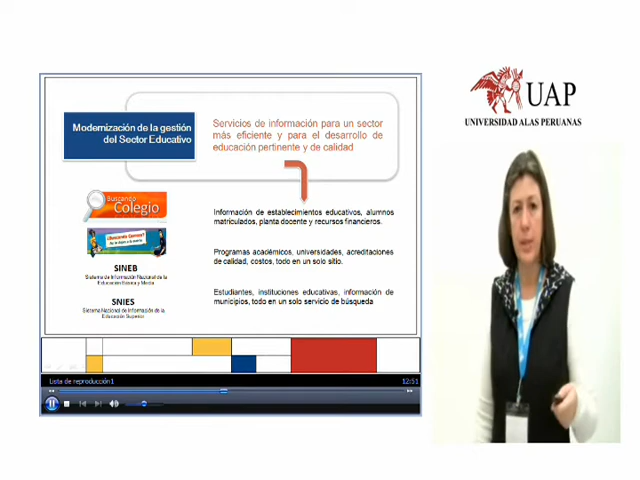 UAP
UNIVERSIDAD ALAS PERUANAS
Modernización de la gestión
del Sector Educativo
Servicios de información para un sector
más eficiente y para el desarrollo de
educación pertinente y de calidad
Buscando
Colegio
Información de establecimientos educativos, alumnos
matriculados, planta docente y recursos financieros.
Programas académicos, universidades, acreditaciones
de calidad, costos, todo en un solo sitio.
SINEB
Sistema de Información Nacional de la
Educación Básica y Media
Estudiantes, instituciones educativas, información de
municipios, todo en un solo servicio de búsqueda
SNIES
Sistema Nacional de Información de la
Educación Superior
Lista de reproducción1
12:51